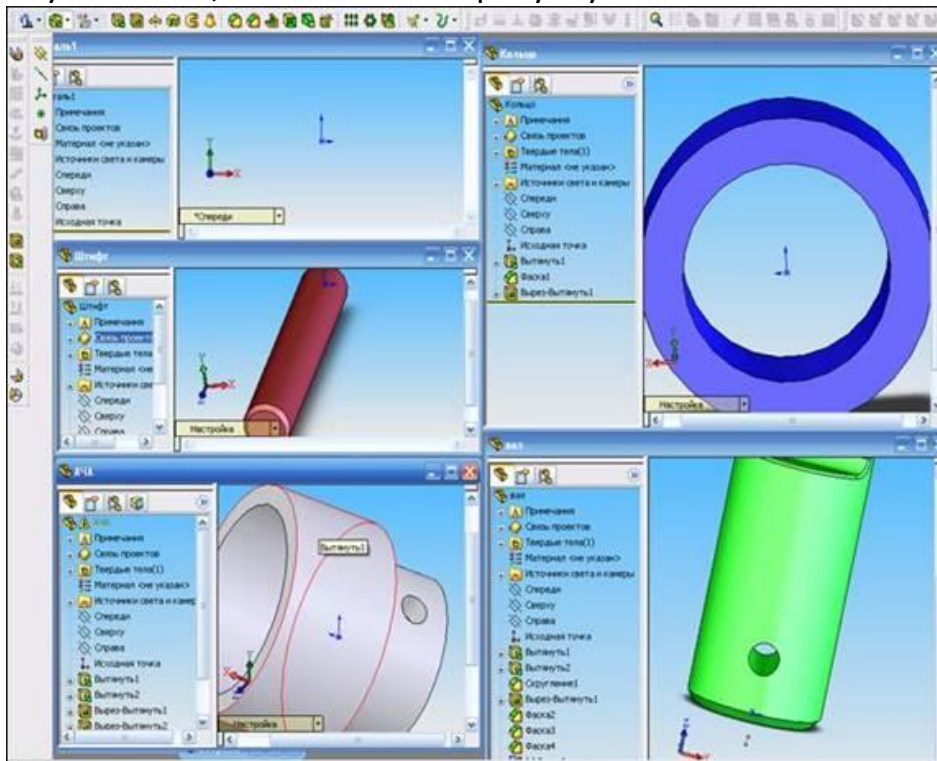 аль1
таль1
Примечания
Связь проектов
Материал <не указан>
Источники света и камеры
Спереди
Сверху
Справа
Исходная точка
*Спереди
Штифт
Штифт
Примечания
Связь проект
Твердые тела
Материал <не
Источники све
Спереди
Сверху
Справа
Настройка
АЧА
АЧА
Примечания
Связь проектов
Твердые тела(1)
Материал <не указан>
Источники света и камер
Спереди
Сверху
Справа
Исходная точка
Вытянуть1
Вытянуть2
Вырез-Вытянуть1
Вырез-Вытянуть2
Вытянуть1
Настройка
Кольцо
Кольцо
Примечания
Связь проектов
Твердые тела(1)
Материал <не указан>
Источники света и камеры
Спереди
Сверху
Справа
Исходная точка
Вытянуть1
Фаска1
Вырез-Вытянуть1
Настройка
вал
вал
Примечания
Связь проектов
Твердые тела(1)
Материал <не указан>
Источники света и камеры
Спереди
Сверху
Справа
Исходная точка
Вытянуть1
Вытянуть2
Скругление1
Вырез-Вытянуть1
Фаска2
Фаска3
Фаска4